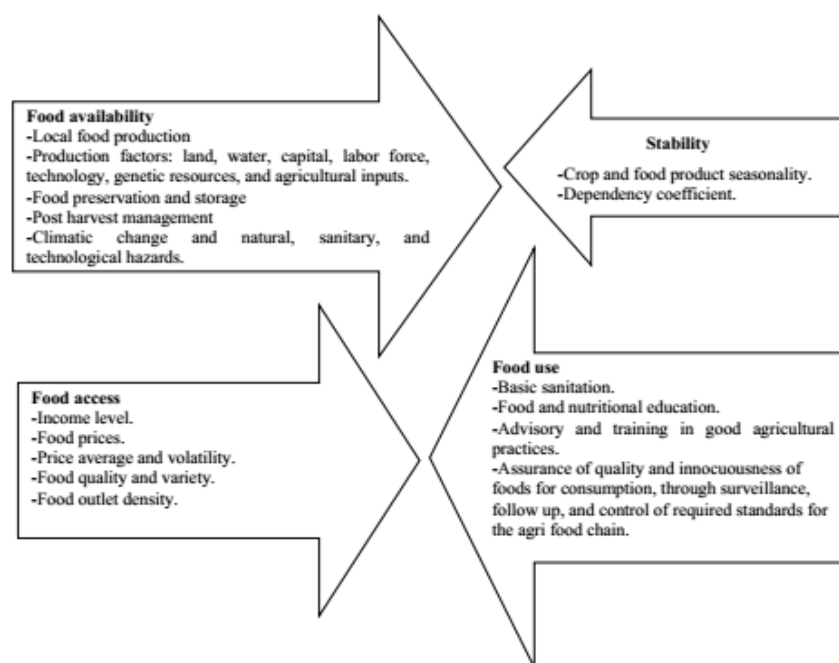 Food availability
-Local food production
-Production factors: land, water, capital, labor force,
technology, genetic resources, and agricultural inputs.
-Food preservation and storage
-Post harvest management
-Climatic change and natural, sanitary, and
technological hazards.
Stability
-Crop and food product seasonality.
-Dependency coefficient.
Food access
-Income level.
-Food prices.
-Price average and volatility.
-Food quality and variety.
-Food outlet density.
Food use
-Basic sanitation.
-Food and nutritional education.
-Advisory and training in good agricultural
practices.
-Assurance of quality and innocuousness of
foods for consumption, through surveillance,
follow up, and control of required standards for
the agri food chain.